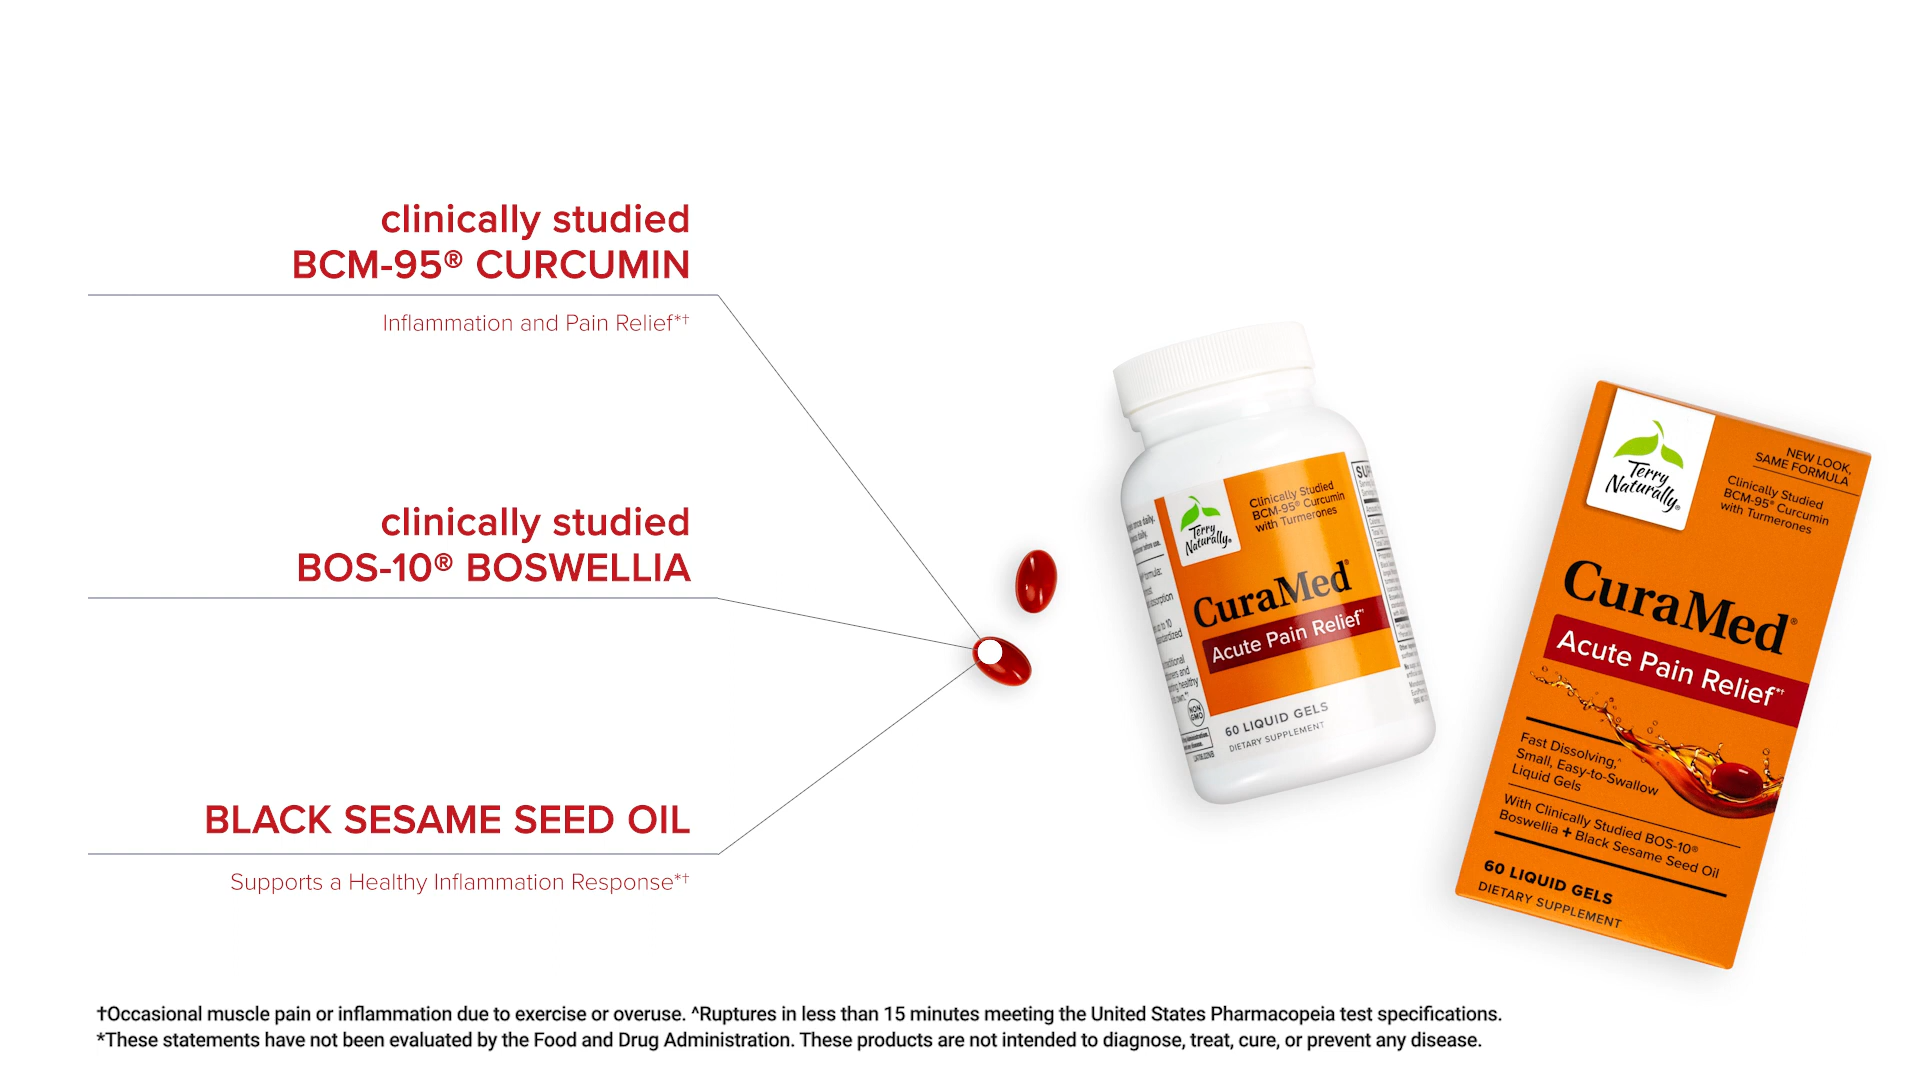 clinically studied
BCM-95® CURCUMIN
Inflammation and Pain Relief*†
clinically studied
BOS-10® BOSWELLIA
BLACK SESAME SEED OIL
Supports a Healthy Inflammation Response*†
Terry
Naturally®
Clinically Studied
BCM-95® Curcumin
with Turmerones
CuraMed®
Acute Pain Relief*†
60 LIQUID GELS
DIETARY SUPPLEMENT
NON
GMO
Terry
Naturally®
NEW LOOK,
SAME FORMULA
Clinically Studied
BCM-95® Curcumin
with Turmerones
CuraMed®
Acute Pain Relief*†
Fast Dissolving,^
Small, Easy-to-Swallow
Liquid Gels
With Clinically Studied BOS-10®
Boswellia + Black Sesame Seed Oil
60 LIQUID GELS
DIETARY SUPPLEMENT
†Occasional muscle pain or inflammation due to exercise or overuse. ^Ruptures in less than 15 minutes meeting the United States Pharmacopeia test specifications.
*These statements have not been evaluated by the Food and Drug Administration. These products are not intended to diagnose, treat, cure, or prevent any disease.